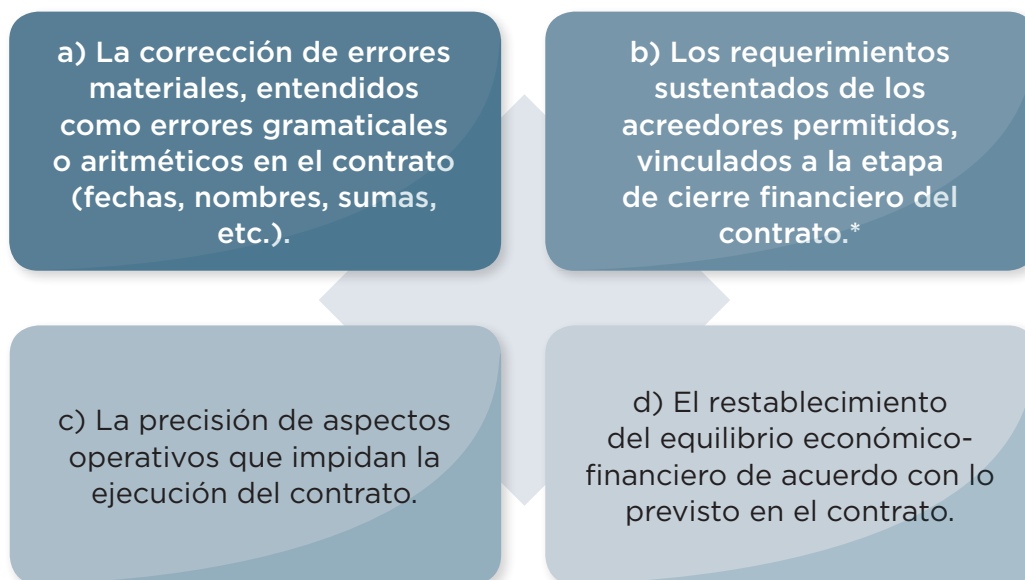 a) La corrección de errores
materiales, entendidos
como errores gramaticales
o aritméticos en el contrato
(fechas, nombres, sumas,
etc.).
b) Los requerimientos
sustentados de los
acreedores permitidos,
vinculados a la etapa
de cierre financiero del
contrato.*
c) La precisión de aspectos
operativos que impidan la
ejecución del contrato.
d) El restablecimiento
del equilibrio económico-
financiero de acuerdo con lo
previsto en el contrato.